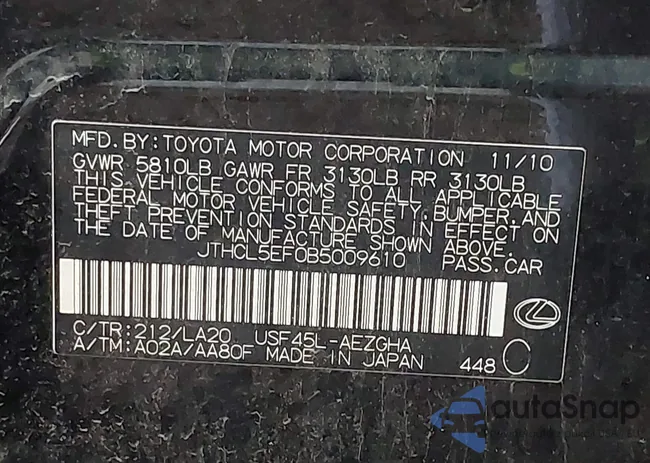 MFD. BY: TOYOTA MOTOR CORPORATION 11/10
GVWR 5810LB GAWR FR 3130LB RR 3130LB
THIS VEHICLE CONFORMS TO ALL APPLICABLE
FEDERAL MOTOR VEHICLE SAFETY, BUMPER, AND
THEFT PREVENTION STANDARDS IN EFFECT ON
THE DATE OF MANUFACTURE SHOWN ABOVE.
JTHCL5EF0B5009610 PASS. CAR
C/TR: 212/LA20 USF45L-AEZGHA
A/TM: A02A/AA80F MADE IN JAPAN 448 C
autoSnap